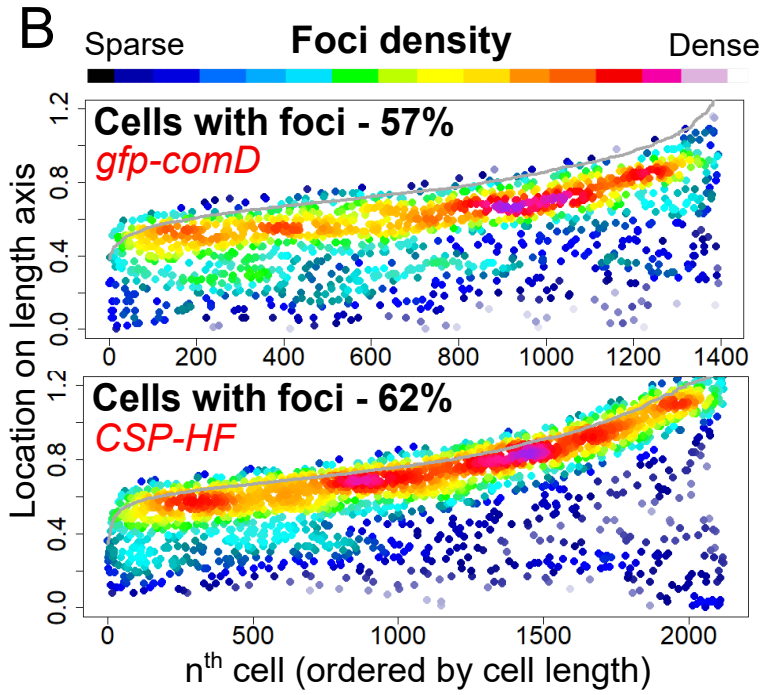 B
Sparse Foci density Dense
Location on length axis
1.2
0.8
0.4
0.0
Cells with foci - 57%
gfp-comD
0 200 400 600 800 1000 1200 1400
1.2
0.8
0.4
0.0
Cells with foci - 62%
CSP-HF
0 500 1000 1500 2000
nth cell (ordered by cell length)